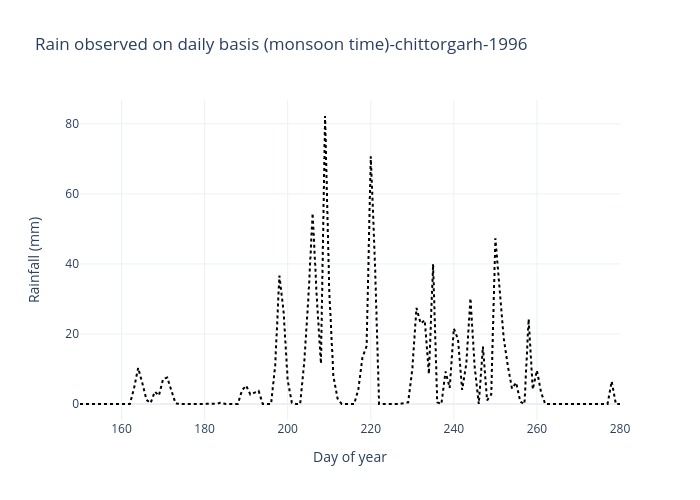 Rain observed on daily basis (monsoon time)-chittorgarh-1996
80
60
40
20
0
Rainfall (mm)
160 180 200 220 240 260 280
Day of year